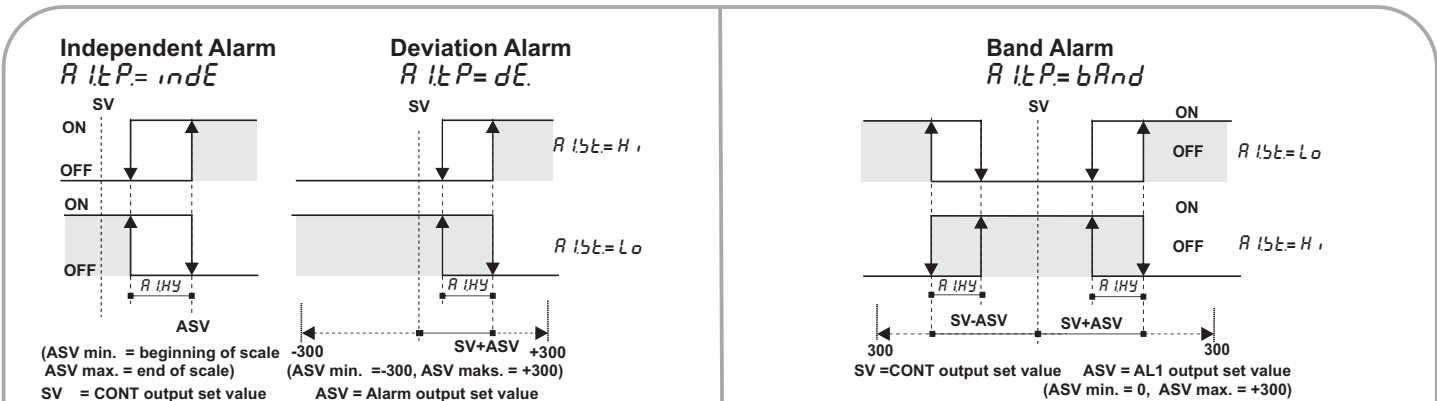 Independent Alarm
A1.tP.= indE
SV
ON
OFF
ON
OFF
A1.HY
ASV
(ASV min. = beginning of scale
ASV max. = end of scale)
SV = CONT output set value
Deviation Alarm
A1.tP.= dE.
SV
A1.St.= Hi
A1.St.= Lo
A1.HY
SV+ASV
-300
+300
(ASV min. =-300, ASV maks. = +300)
ASV = Alarm output set value
Band Alarm
A1.tP.= bAnd
SV
ON
OFF
A1.St.= Lo
ON
OFF
A1.St.= Hi
A1.HY
A1.HY
SV-ASV
SV+ASV
300
300
SV =CONT output set value ASV = AL1 output set value
(ASV min. = 0, ASV max. = +300)